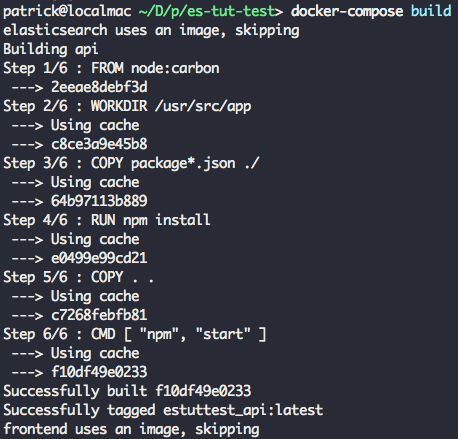 patrick@localmac ~/D/p/es-tut-test> docker-compose build
elasticsearch uses an image, skipping
Building api
Step 1/6 : FROM node:carbon
 ---> 2eeae8debf3d
Step 2/6 : WORKDIR /usr/src/app
 ---> Using cache
 ---> c8ce3a9e45b8
Step 3/6 : COPY package*.json ./
 ---> Using cache
 ---> 64b97113b889
Step 4/6 : RUN npm install
 ---> Using cache
 ---> e0499e99cd21
Step 5/6 : COPY . .
 ---> Using cache
 ---> c7268febfb81
Step 6/6 : CMD [ "npm", "start" ]
 ---> Using cache
 ---> f10df49e0233
Successfully built f10df49e0233
Successfully tagged estuttest_api:latest
frontend uses an image, skipping